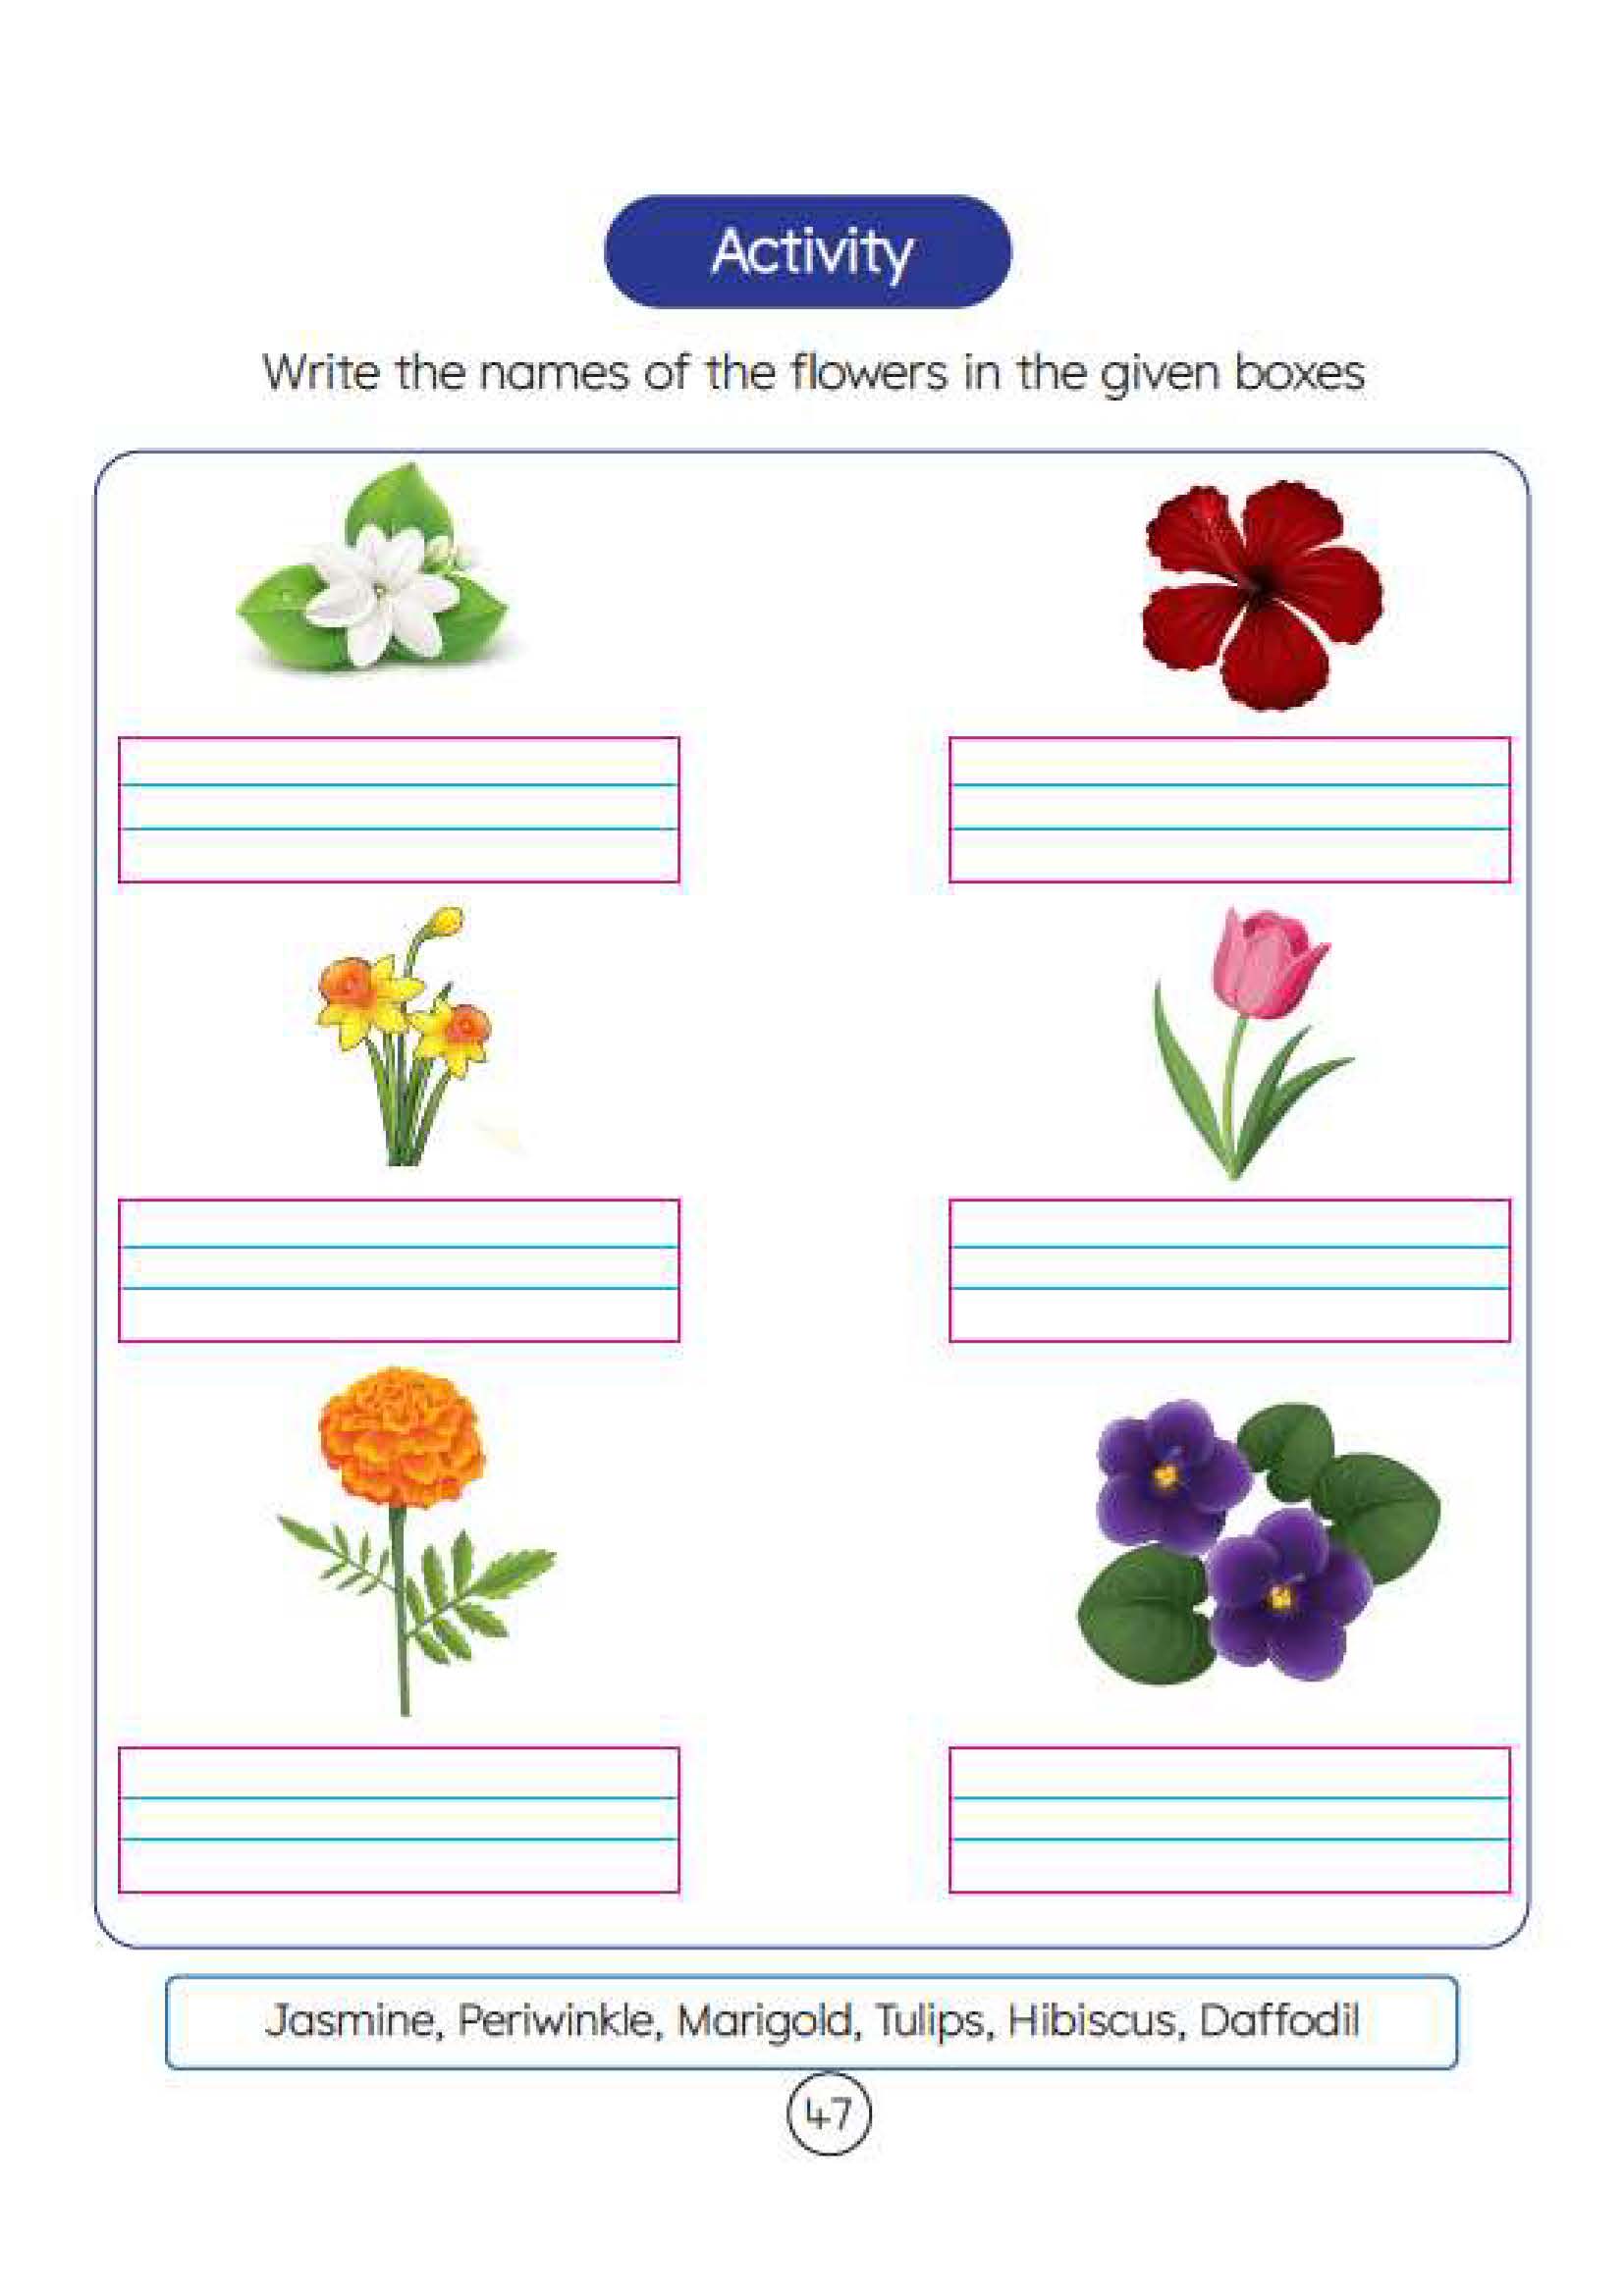 Activity
Write the names of the flowers in the given boxes
Jasmine, Periwinkle, Marigold, Tulips, Hibiscus, Daffodil
47